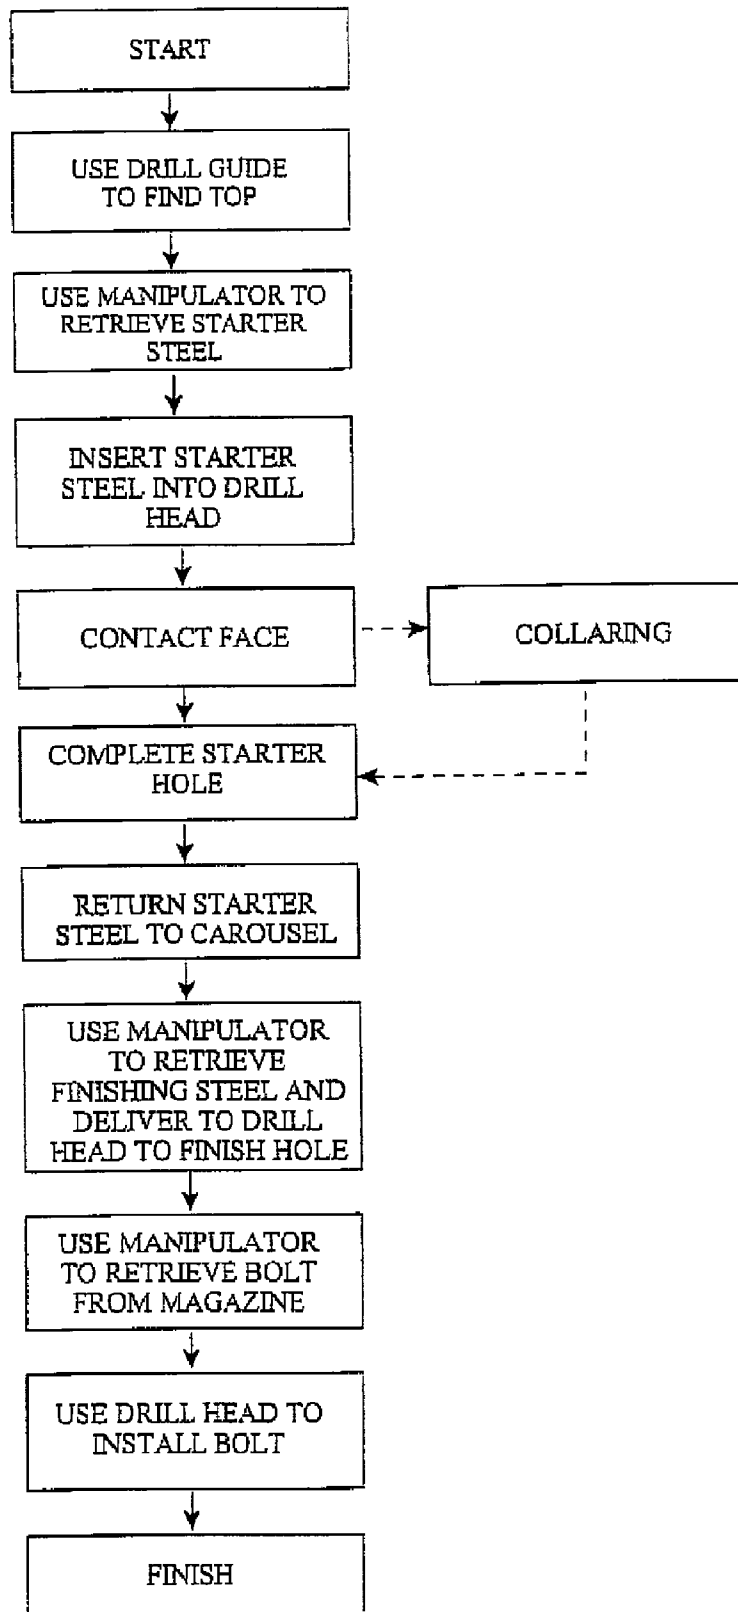 START
USE DRILL GUIDE
TO FIND TOP
USE MANIPULATOR TO
RETRIEVE STARTER
STEEL
INSERT STARTER
STEEL INTO DRILL
HEAD
CONTACT FACE
COLLARING
COMPLETE STARTER
HOLE
RETURN STARTER
STEEL TO CAROUSEL
USE MANIPULATOR
TO RETRIEVE
FINISHING STEEL AND
DELIVER TO DRILL
HEAD TO FINISH HOLE
USE MANIPULATOR
TO RETRIEVE BOLT
FROM MAGAZINE
USE DRILL HEAD TO
INSTALL BOLT
FINISH